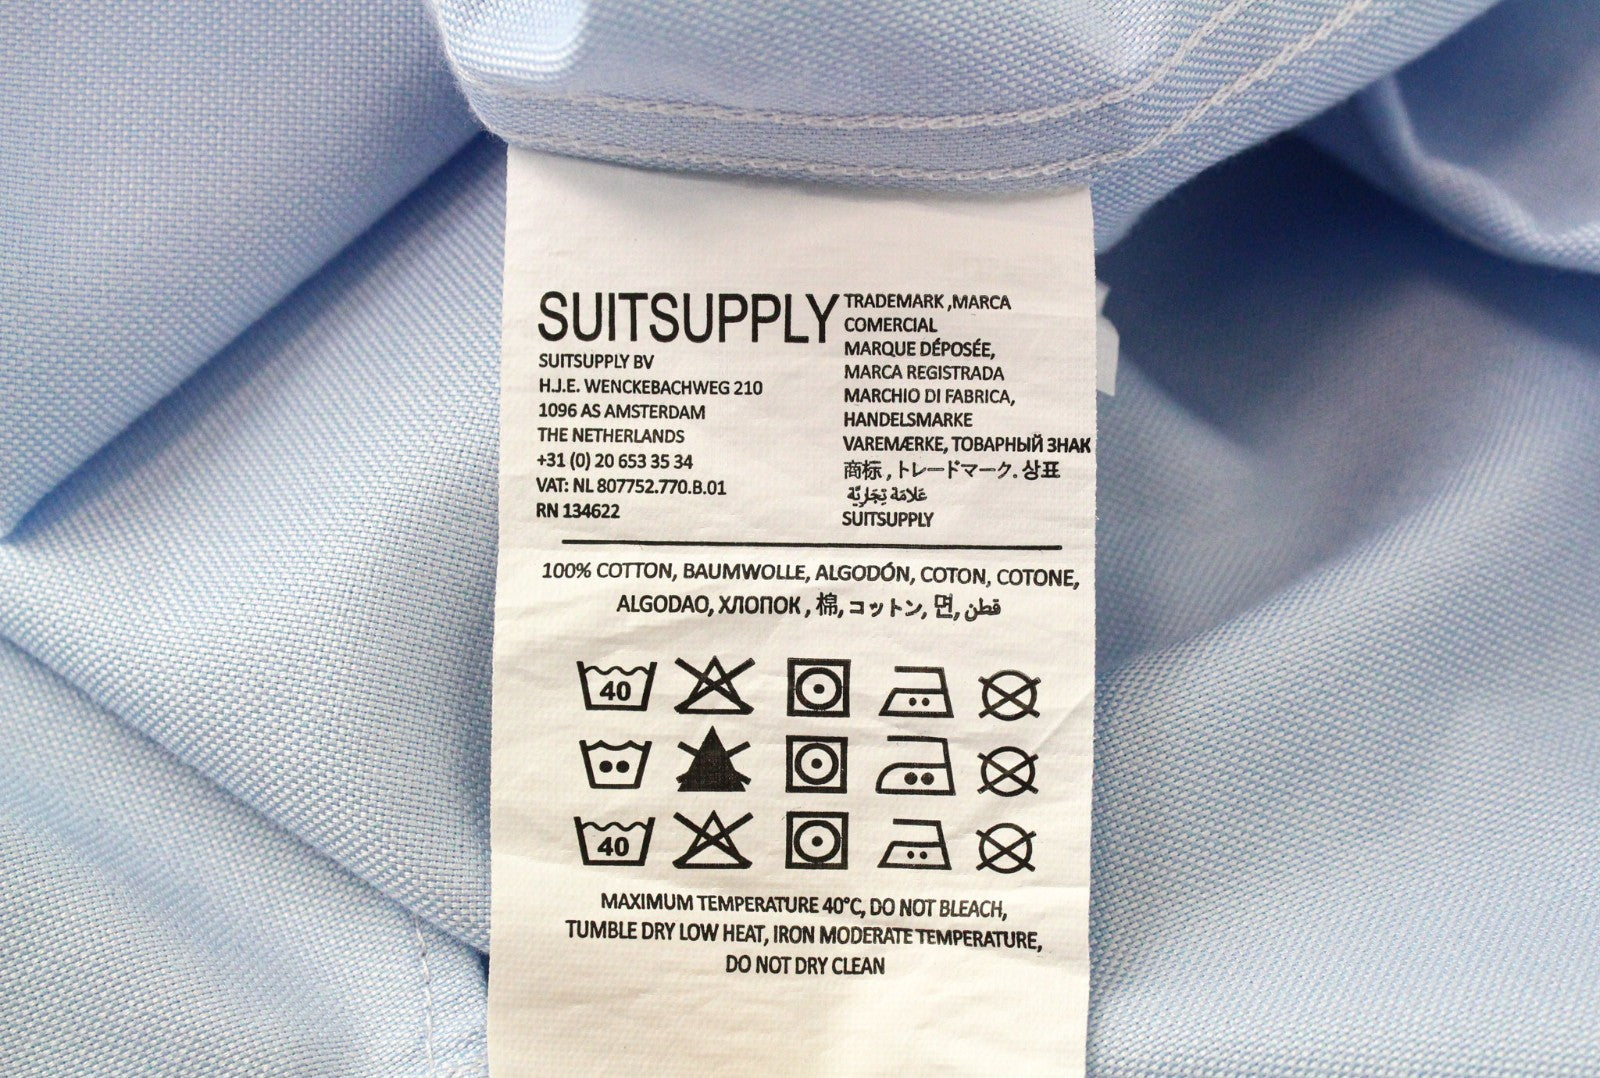 SUITSUPPLY
SUITSUPPLY BV
H.J.E. WENCKEBACHWEG 210
1096 AS AMSTERDAM
THE NETHERLANDS
+31 (0) 20 653 35 34
VAT: NL 807752.770.B.01
RN 134622
TRADEMARK ,MARCA
COMERCIAL
MARQUE DÉPOSÉE,
MARCA REGISTRADA
MARCHIO DI FABRICA,
HANDELSMARKE
VAREMÆRKE, ТОВАРНЫЙ ЗНАК
商标 , トレードマーク. 상표
عَلامَة تِجَارِيَّة
SUITSUPPLY
100% COTTON, BAUMWOLLE, ALGODÓN, COTON, COTONE,
ALGODAO, ХЛОПОК , 棉, コットン, 면, قطن
40
40
MAXIMUM TEMPERATURE 40°C, DO NOT BLEACH,
TUMBLE DRY LOW HEAT, IRON MODERATE TEMPERATURE,
DO NOT DRY CLEAN